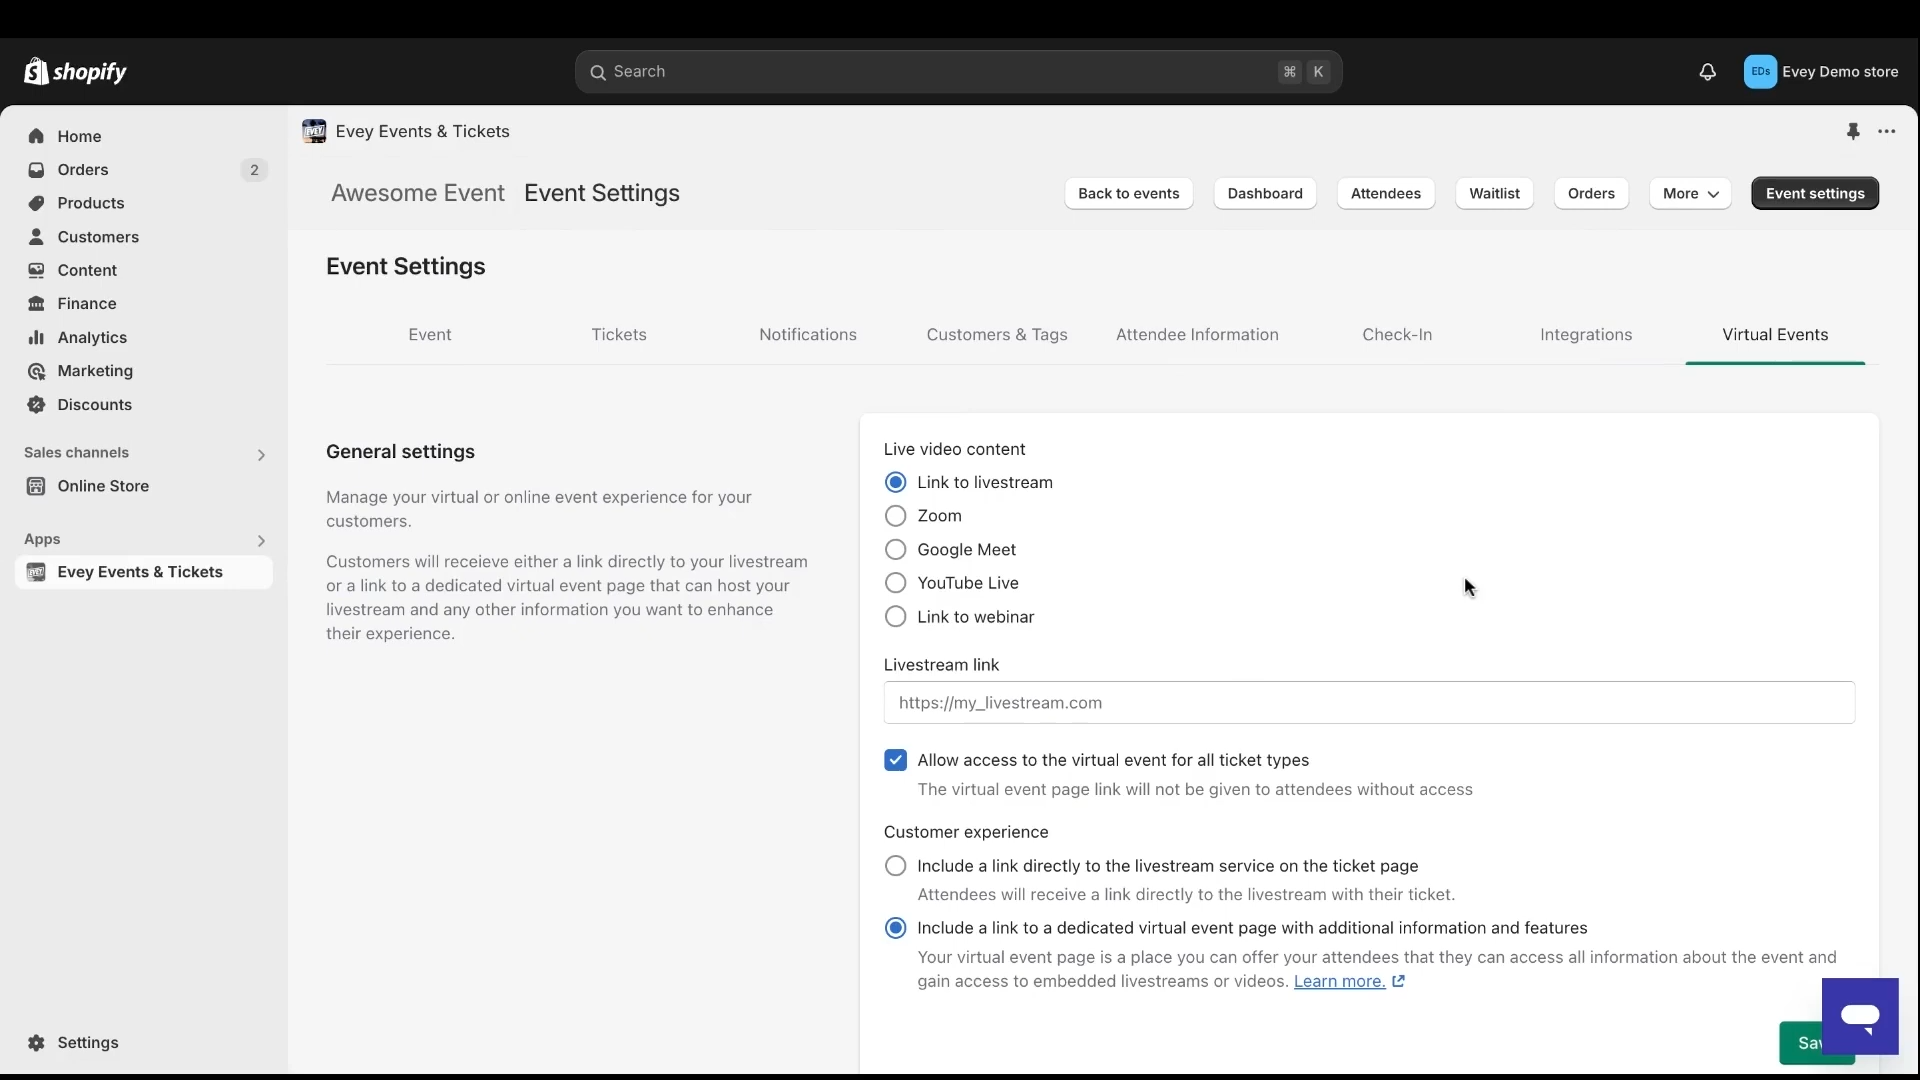 shopify
Search
⌘ K
EDs
Evey Demo store
Home
Orders
2
Products
Customers
Content
Finance
Analytics
Marketing
Discounts
Sales channels
Online Store
Apps
Evey Events & Tickets
Settings
Evey Events & Tickets
Awesome Event Event Settings
Back to events
Dashboard
Attendees
Waitlist
Orders
More
Event settings
Event Settings
Event
Tickets
Notifications
Customers & Tags
Attendee Information
Check-In
Integrations
Virtual Events
General settings
Manage your virtual or online event experience for your
customers.
Customers will receieve either a link directly to your livestream
or a link to a dedicated virtual event page that can host your
livestream and any other information you want to enhance
their experience.
Live video content
Link to livestream
Zoom
Google Meet
YouTube Live
Link to webinar
Livestream link
https://my_livestream.com
Allow access to the virtual event for all ticket types
The virtual event page link will not be given to attendees without access
Customer experience
Include a link directly to the livestream service on the ticket page
Attendees will receive a link directly to the livestream with their ticket.
Include a link to a dedicated virtual event page with additional information and features
Your virtual event page is a place you can offer your attendees that they can access all information about the event and
gain access to embedded livestreams or videos. Learn more.